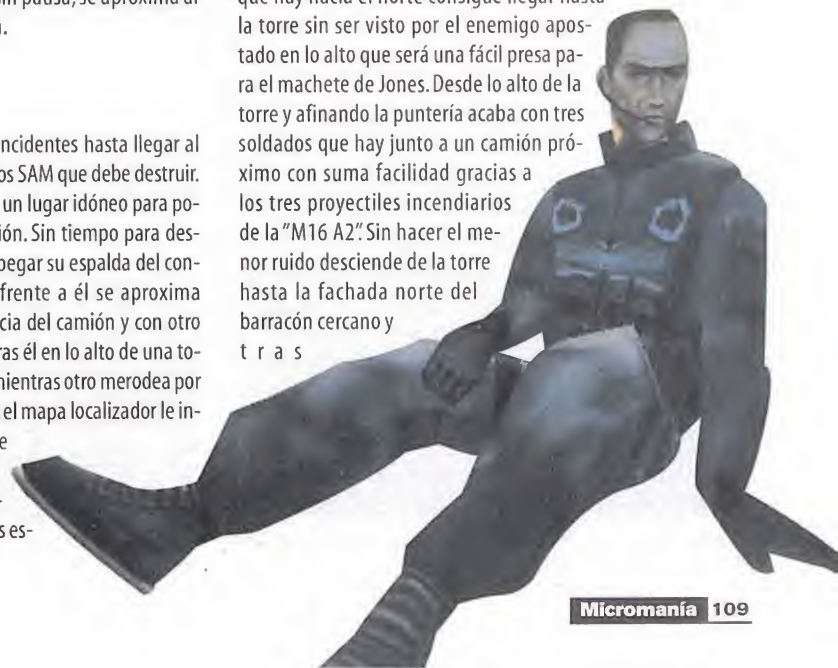 sin pausa, se aproxima al
ncidentes hasta llegar al
os SAM que debe destruir.
un lugar idóneo para po-
ión. Sin tiempo para des-
pegar su espalda del con-
frente a él se aproxima
cia del camión y con otro
ras él en lo alto de una to-
mientras otro merodea por
el mapa localizador le in-
e
s es-
que hay hacia el norte consigue llegar hasta
la torre sin ser visto por el enemigo apos-
tado en lo alto que será una fácil presa pa-
ra el machete de Jones. Desde lo alto de la
torre y afinando la puntería acaba con tres
soldados que hay junto a un camión pró-
ximo con suma facilidad gracias a
los tres proyectiles incendiarios
de la "M16 A2". Sin hacer el me-
nor ruido desciende de la torre
hasta la fachada norte del
barracón cercano y
tras
Micromanía 109